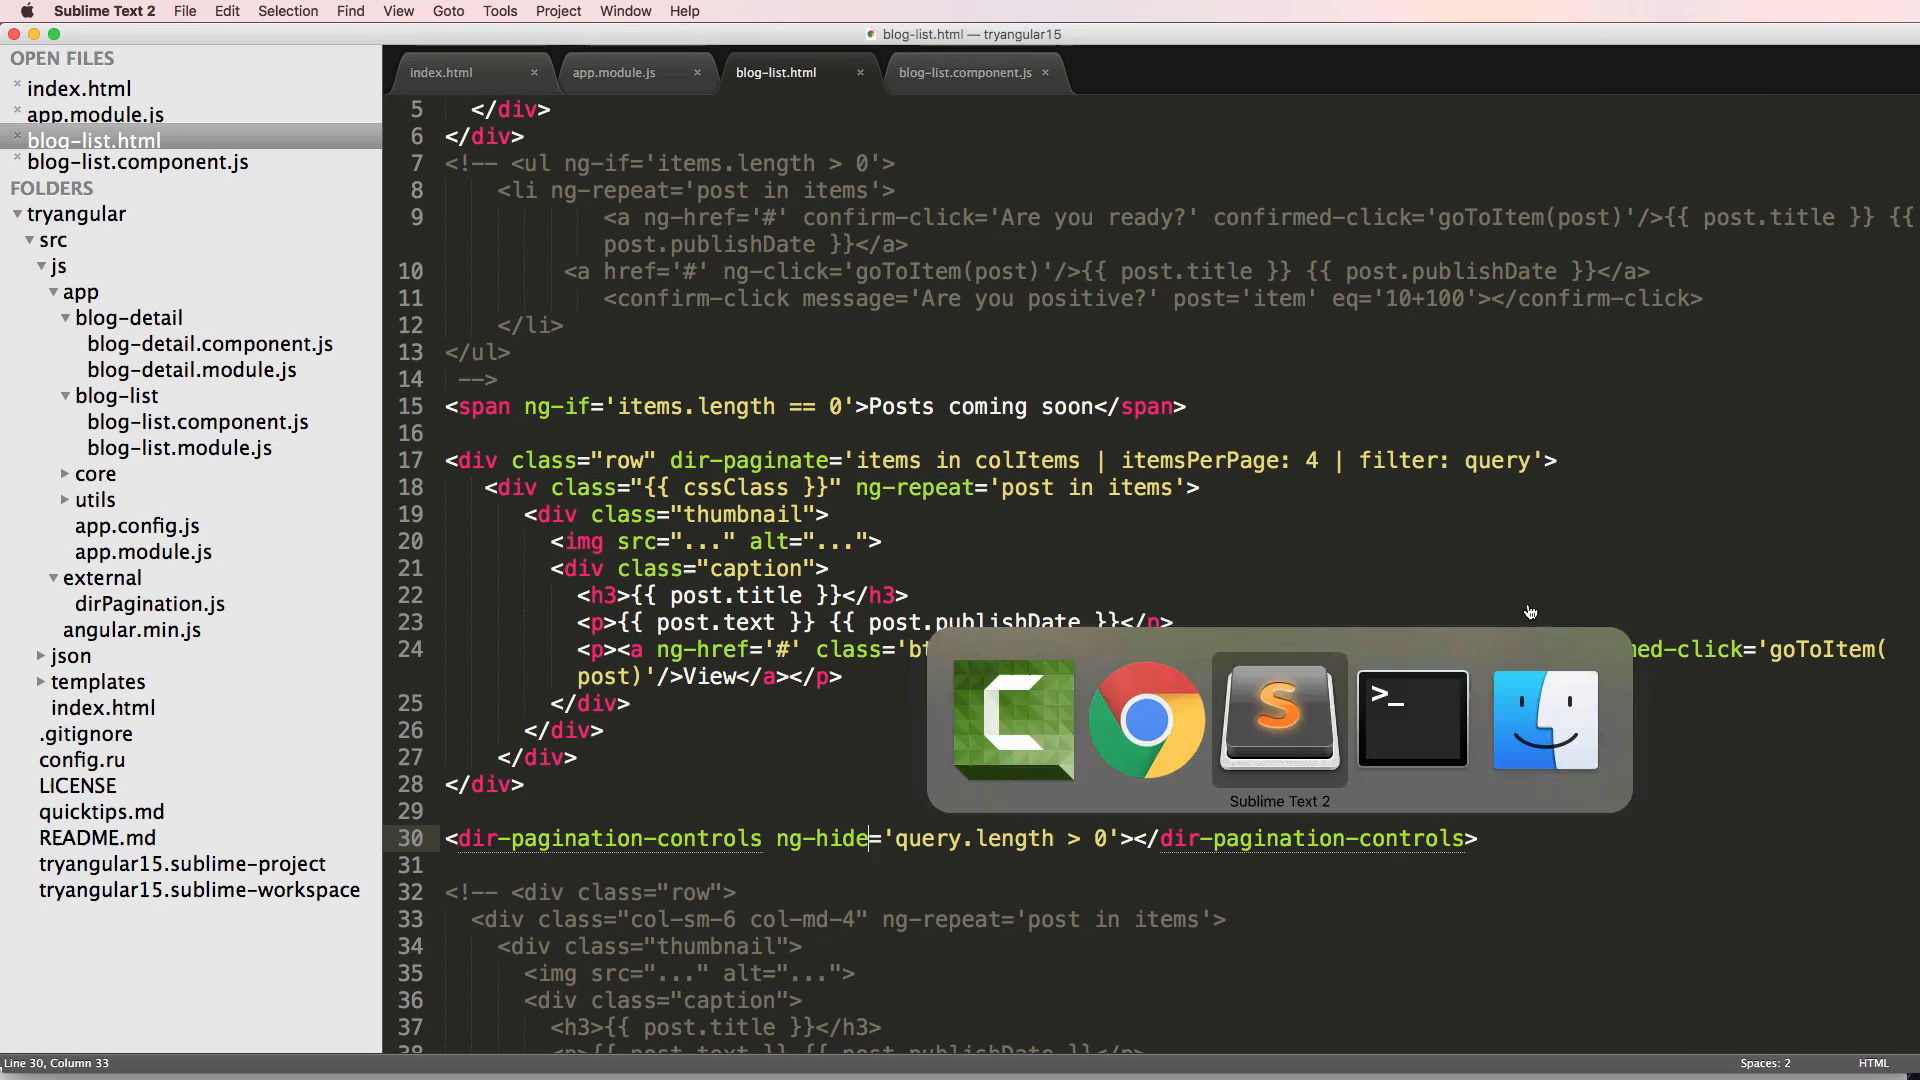 Sublime Text 2 File Edit Selection Find View Goto Tools Project Window Help
blog-list.html — tryangular15
OPEN FILES
index.html
app.module.js
blog-list.html
blog-list.component.js
FOLDERS
tryangular
src
js
app
blog-detail
blog-detail.component.js
blog-detail.module.js
blog-list
blog-list.component.js
blog-list.module.js
core
utils
app.config.js
app.module.js
external
dirPagination.js
angular.min.js
json
templates
index.html
.gitignore
config.ru
LICENSE
quicktips.md
README.md
tryangular15.sublime-project
tryangular15.sublime-workspace
index.html × app.module.js × blog-list.html × blog-list.component.js ×
5 </div>
6 </div>
7 <!-- <ul ng-if='items.length > 0'>
8 <li ng-repeat='post in items'>
9 <a ng-href='#' confirm-click='Are you ready?' confirmed-click='goToItem(post)'/>{{ post.title }} {{
post.publishDate }}</a>
10 <a href='#' ng-click='goToItem(post)'/>{{ post.title }} {{ post.publishDate }}</a>
11 <confirm-click message='Are you positive?' post='item' eq='10+100'></confirm-click>
12 </li>
13 </ul>
14 -->
15 <span ng-if='items.length == 0'>Posts coming soon</span>
16
17 <div class="row" dir-paginate='items in colItems | itemsPerPage: 4 | filter: query'>
18 <div class="{{ cssClass }}" ng-repeat='post in items'>
19 <div class="thumbnail">
20 <img src="..." alt="...">
21 <div class="caption">
22 <h3>{{ post.title }}</h3>
23 <p>{{ post.text }} {{ post.publishDate }}</p>
24 <p><a ng-href='#' class='bt med-click='goToItem(
post)'/>View</a></p>
25 </div>
26 </div>
27 </div>
28 </div>
29
30 <dir-pagination-controls ng-hide='query.length > 0'></dir-pagination-controls>
31
32 <!-- <div class="row">
33 <div class="col-sm-6 col-md-4" ng-repeat='post in items'>
34 <div class="thumbnail">
35 <img src="..." alt="...">
36 <div class="caption">
37 <h3>{{ post.title }}</h3>
38 <p>{{ post.text }} {{ post.publishDate }}</p>
>_
Sublime Text 2
Line 30, Column 33
Spaces: 2
HTML